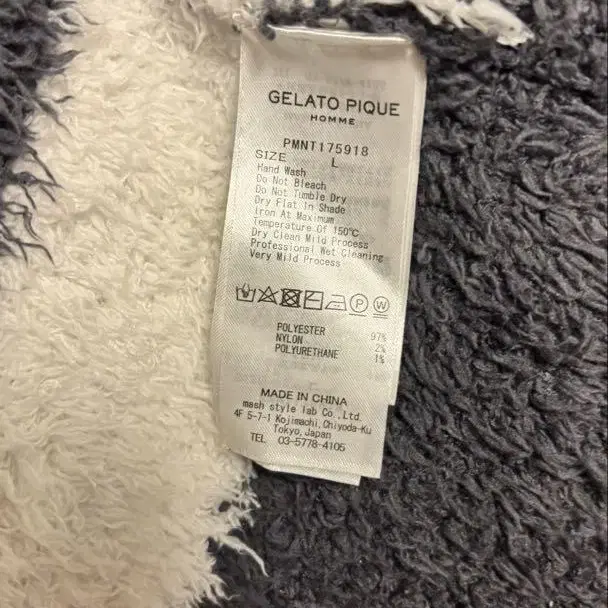 GELATO PIQUE
HOMME
PMNT175918
SIZE L
Hand Wash
Do Not Bleach
Do Not Tumble Dry
Dry Flat In Shade
Iron At Maximum
Temperature Of 150℃
Dry Clean Mild Process
Professional Wet Cleaning
Very Mild Process
P W
POLYESTER 97%
NYLON 2%
POLYURETHANE 1%
MADE IN CHINA
mash style lab Co.,Ltd.
4F 5-7-1 Kojimachi,Chiyoda-Ku
Tokyo,Japan
TEL 03-5778-4105